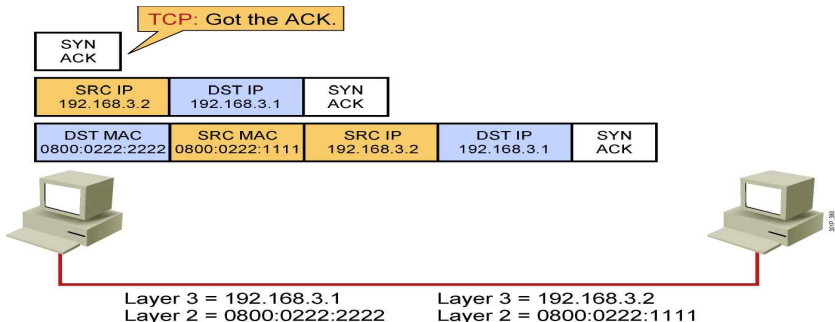 TCP: Got the ACK.
SYN
ACK
SRC IP
192.168.3.2
DST IP
192.168.3.1
SYN
ACK
DST MAC
0800:0222:2222
SRC MAC
0800:0222:1111
SRC IP
192.168.3.2
DST IP
192.168.3.1
SYN
ACK
Layer 3 = 192.168.3.1
Layer 2 = 0800:0222:2222
Layer 3 = 192.168.3.2
Layer 2 = 0800:0222:1111